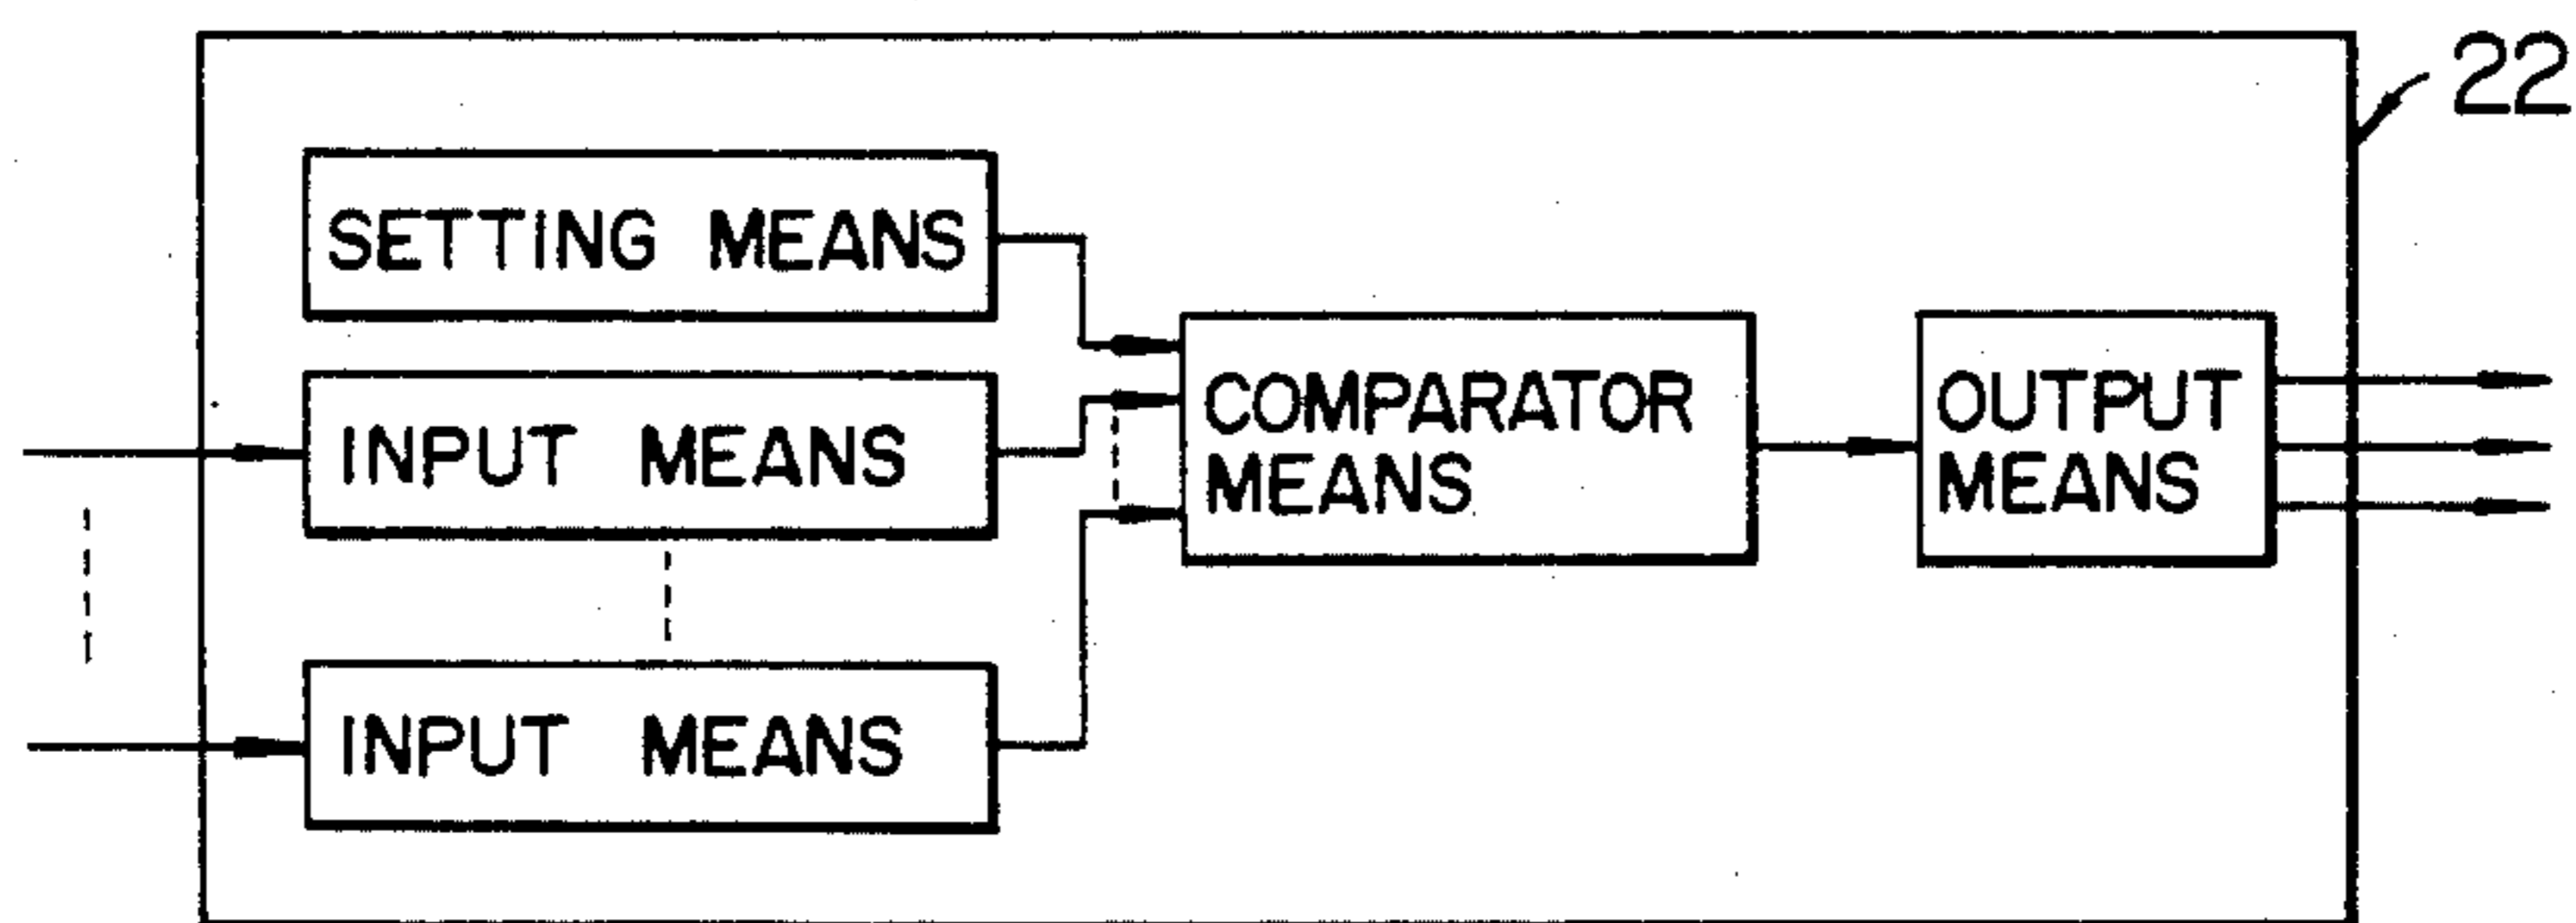 22
SETTING MEANS
INPUT MEANS
COMPARATOR
MEANS
OUTPUT
MEANS
INPUT MEANS